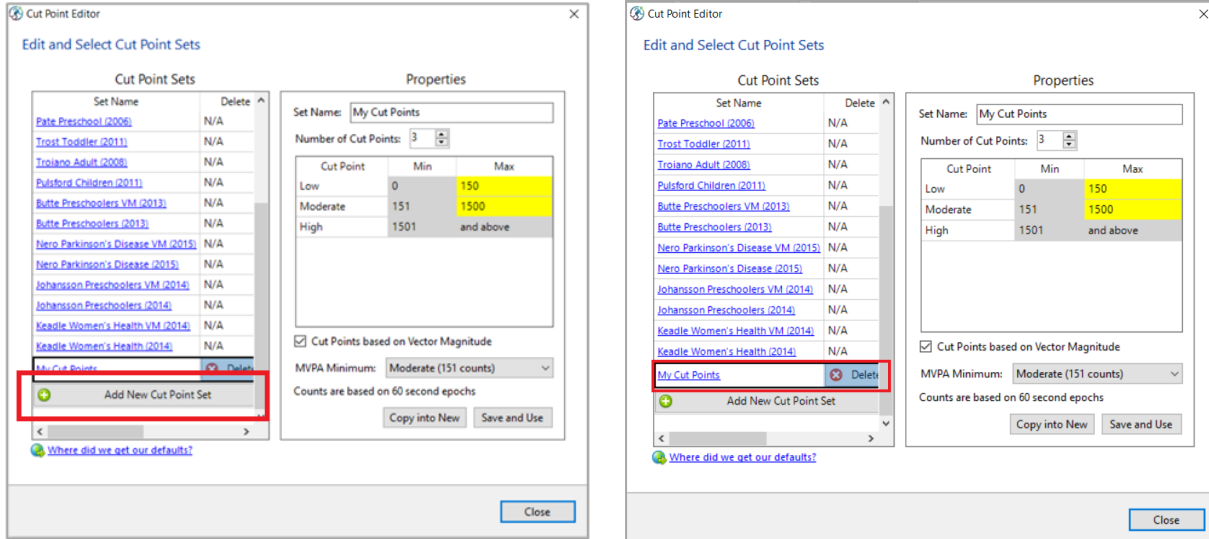 Cut Point Editor
Edit and Select Cut Point Sets
Cut Point Sets
Set Name Delete
Pate Preschool (2006) N/A
Trost Toddler (2011) N/A
Troiano Adult (2008) N/A
Pulsford Children (2011) N/A
Butte Preschoolers VM (2013) N/A
Butte Preschoolers (2013) N/A
Nero Parkinson's Disease VM (2015) N/A
Nero Parkinson's Disease (2015) N/A
Johansson Preschoolers VM (2014) N/A
Johansson Preschoolers (2014) N/A
Keadle Women's Health VM (2014) N/A
Keadle Women's Health (2014) N/A
My Cut Points Delete
Add New Cut Point Set
Where did we get our defaults?
Properties
Set Name: My Cut Points
Number of Cut Points: 3
Cut Point Min Max
Low 0 150
Moderate 151 1500
High 1501 and above
Cut Points based on Vector Magnitude
MVPA Minimum: Moderate (151 counts)
Counts are based on 60 second epochs
Copy into New Save and Use
Close
Cut Point Editor
Edit and Select Cut Point Sets
Cut Point Sets
Set Name Delete
Pate Preschool (2006) N/A
Trost Toddler (2011) N/A
Troiano Adult (2008) N/A
Pulsford Children (2011) N/A
Butte Preschoolers VM (2013) N/A
Butte Preschoolers (2013) N/A
Nero Parkinson's Disease VM (2015) N/A
Nero Parkinson's Disease (2015) N/A
Johansson Preschoolers VM (2014) N/A
Johansson Preschoolers (2014) N/A
Keadle Women's Health VM (2014) N/A
Keadle Women's Health (2014) N/A
My Cut Points Delete
Add New Cut Point Set
Where did we get our defaults?
Properties
Set Name: My Cut Points
Number of Cut Points: 3
Cut Point Min Max
Low 0 150
Moderate 151 1500
High 1501 and above
Cut Points based on Vector Magnitude
MVPA Minimum: Moderate (151 counts)
Counts are based on 60 second epochs
Copy into New Save and Use
Close